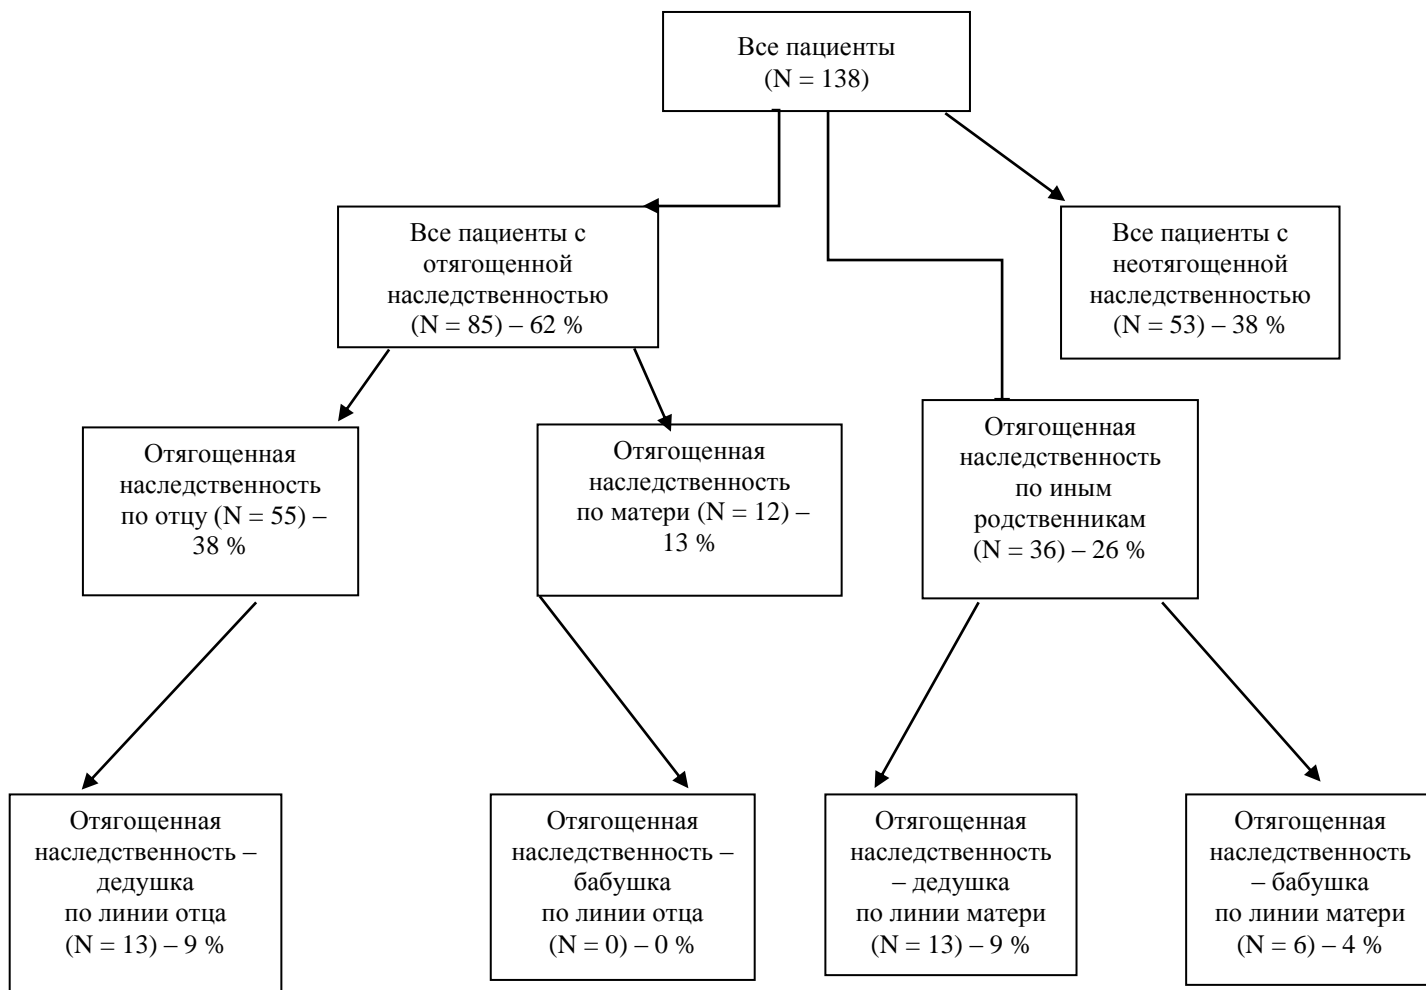 Все пациенты
(N = 138)
Все пациенты с
отягощенной
наследственностью
(N = 85) – 62 %
Все пациенты с
неотягощенной
наследственностью
(N = 53) – 38 %
Отягощенная
наследственность
по отцу (N = 55) –
38 %
Отягощенная
наследственность
по матери (N = 12) –
13 %
Отягощенная
наследственность
по иным
родственникам
(N = 36) – 26 %
Отягощенная
наследственность –
дедушка
по линии отца
(N = 13) – 9 %
Отягощенная
наследственность –
бабушка
по линии отца
(N = 0) – 0 %
Отягощенная
наследственность
– дедушка
по линии матери
(N = 13) – 9 %
Отягощенная
наследственность
– бабушка
по линии матери
(N = 6) – 4 %